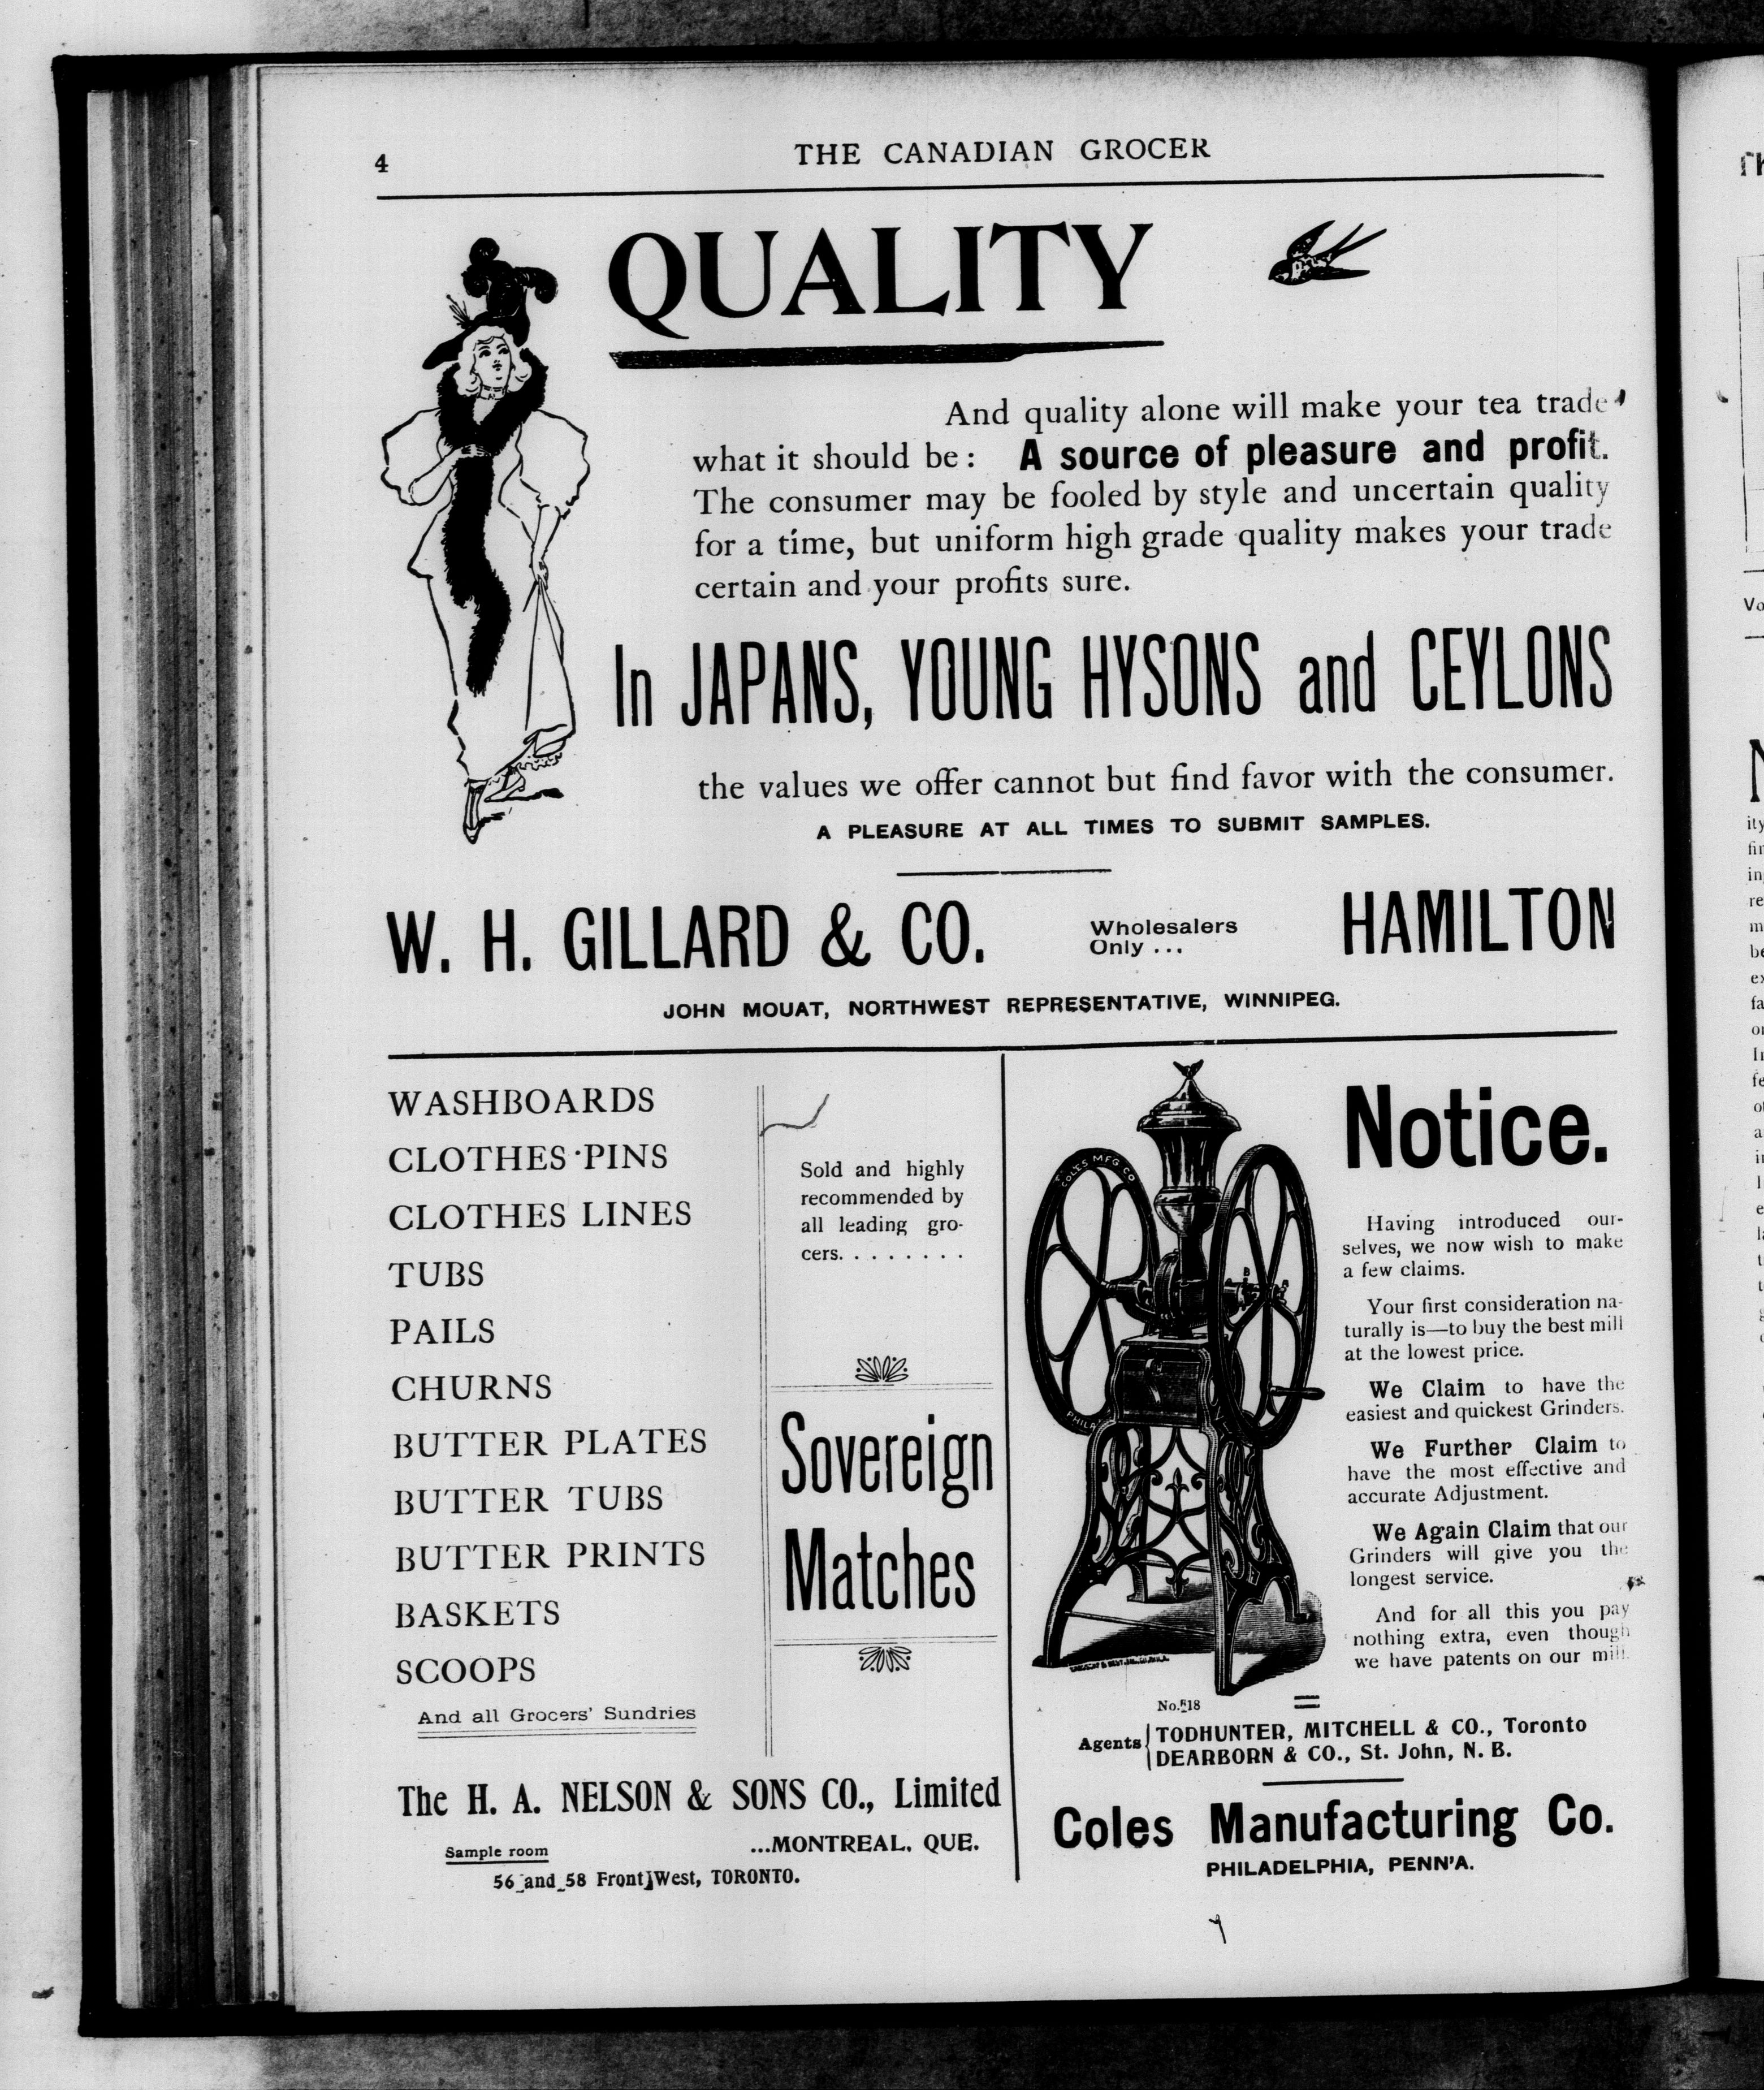 4
THE CANADIAN GROCER
QUALITY
And quality alone will make your tea trade
what it should be: A source of pleasure and profit.
The consumer may be fooled by style and uncertain quality
for a time, but uniform high grade quality makes your trade
certain and your profits sure.
In JAPANS, YOUNG HYSONS and CEYLONS
the values we offer cannot but find favor with the consumer.
A PLEASURE AT ALL TIMES TO SUBMIT SAMPLES.
W. H. GILLARD & CO.
Wholesalers
Only ...
HAMILTON
JOHN MOUAT, NORTHWEST REPRESENTATIVE, WINNIPEG.
WASHBOARDS
CLOTHES PINS
CLOTHES LINES
TUBS
PAILS
CHURNS
BUTTER PLATES
BUTTER TUBS
BUTTER PRINTS
BASKETS
SCOOPS
And all Grocers' Sundries
Sold and highly
recommended by
all leading gro-
cers. . . . . . . .
Sovereign
Matches
The H. A. NELSON & SONS CO., Limited
...MONTREAL, QUE.
Sample room
56 and 58 Front West, TORONTO.
COLES MFG CO
PHILA
Notice.
Having introduced our-
selves, we now wish to make
a few claims.
Your first consideration na-
turally is—to buy the best mill
at the lowest price.
We Claim to have the
easiest and quickest Grinders.
We Further Claim to
have the most effective and
accurate Adjustment.
We Again Claim that our
Grinders will give you the
longest service.
And for all this you pay
nothing extra, even though
we have patents on our mill.
No. 18
Agents
TODHUNTER, MITCHELL & CO., Toronto
DEARBORN & CO., St. John, N. B.
Coles Manufacturing Co.
PHILADELPHIA, PENN'A.